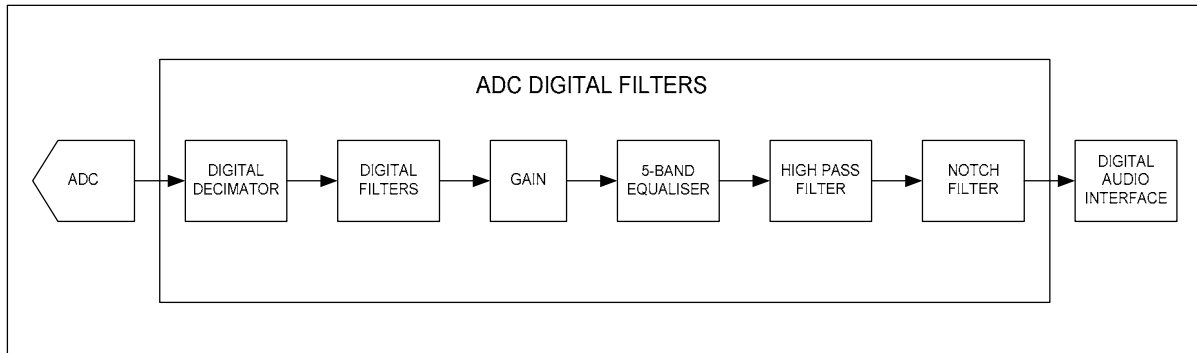 ADC DIGITAL FILTERS
ADC
DIGITAL
DECIMATOR
DIGITAL
FILTERS
GAIN
5-BAND
EQUALISER
HIGH PASS
FILTER
NOTCH
FILTER
DIGITAL
AUDIO
INTERFACE